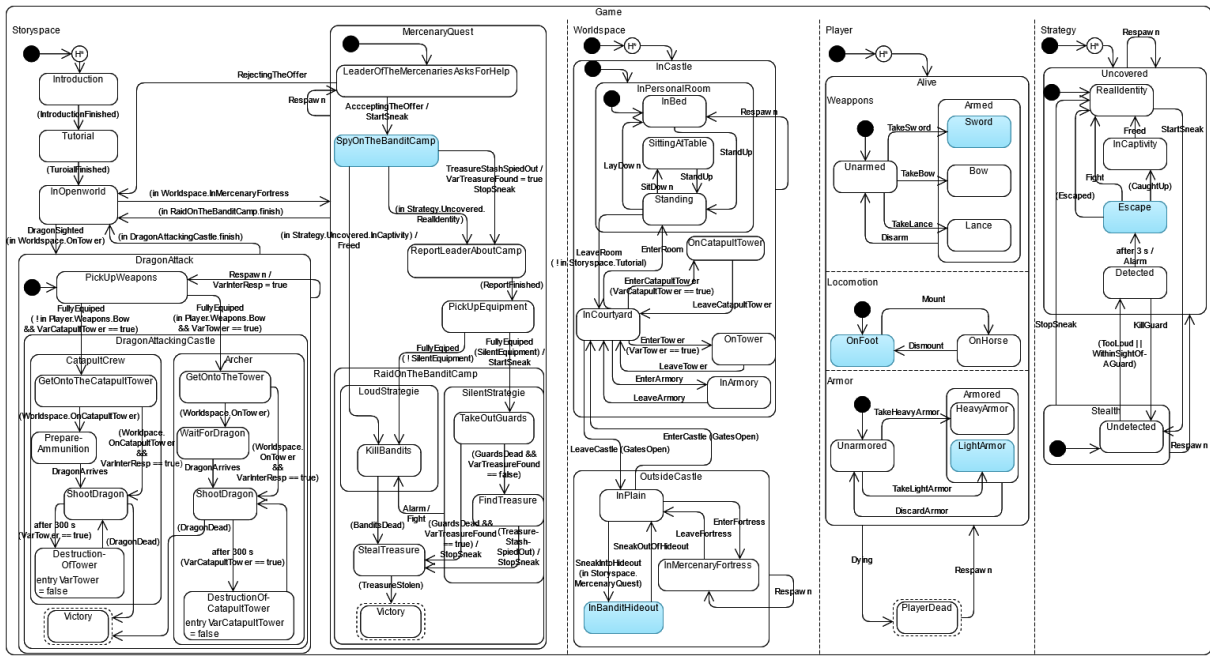 Game
Storyspace
H*
Introduction
(IntroductionFinished)
Tutorial
(TuroialFinished)
InOpenworld
DragonSighted
(in Worldspace.OnTower)
RejectingTheOffer
(in Worldspace.InMercenaryFortress)
(in RaidOnTheBanditCamp.finish)
(in DragonAttackingCastle.finish)
DragonAttack
PickUpWeapons
Respawn /
VarInterResp = true
FullyEquiped
( ! in Player.Weapons.Bow
&& VarCatapultTower == true)
FullyEquiped
(in Player.Weapons.Bow
&& VarTower == true)
DragonAttackingCastle
CatapultCrew
GetOntoTheCatapultTower
(Worldspace.OnCatapultTower)
Prepare-
Ammunition
(Worldpace.
OnCatapultTower
&&
VarInterResp == true)
DragonArrives
ShootDragon
after 300 s
(VarTower == true)
(DragonDead)
Destruction-
OfTower
entry VarTower
= false
Victory
Archer
GetOntoTheTower
(Worldspace.OnTower)
WaitForDragon
(Worldspace.
OnTower
&&
VarInterResp == true)
DragonArrives
ShootDragon
(DragonDead)
after 300 s
(VarCatapultTower == true)
DestructionOf-
CatapultTower
entry VarCatapultTower
= false
MercenaryQuest
LeaderOfTheMercenariesAsksForHelp
Respawn
AccceptingTheOffer /
StartSneak
SpyOnTheBanditCamp
TreasureStashSpiedOut /
VarTreasureFound = true
StopSneak
(in Strategy.Uncovered.
RealIdentity)
(in Strategy.Uncovered.InCaptivity) /
Freed
ReportLeaderAboutCamp
(ReportFinished)
PickUpEquipment
FullyEqiped
( ! SilentEquipment)
FullyEquiped
(SilentEquipment) /
StartSneak
RaidOnTheBanditCamp
LoudStrategie
KillBandits
SilentStrategie
TakeOutGuards
(GuardsDead &&
VarTreasureFound
== false)
FindTreasure
Alarm /
Fight
(BanditsDead)
(GuardsDead &&
VarTreasureFound
== true) /
StopSneak
(Treasure-
Stash-
SpiedOut) /
StopSneak
StealTreasure
(TreasureStolen)
Victory
Worldspace
H*
InCastle
InPersonalRoom
InBed
Respawn
SittingAtTable
StandUp
LayDown
StandUp
SitDown
Standing
LeaveRoom
( ! in Storyspace.Tutorial)
EnterRoom
OnCatapultTower
EnterCatapultTower
(VarCatapultTower == true)
LeaveCatapultTower
InCourtyard
EnterTower
(VarTower == true)
OnTower
LeaveTower
EnterArmory
InArmory
LeaveArmory
EnterCastle (GatesOpen)
LeaveCastle (GatesOpen)
OutsideCastle
InPlain
EnterFortress
LeaveFortress
SneakOutOfHideout
InMercenaryFortress
SneakIntoHideout
(in Storyspace.
MercenaryQuest)
Respawn
InBanditHideout
Player
H*
Alive
Weappons
Armed
Sword
TakeSword
Unarmed
TakeBow
Bow
TakeLance
Lance
Disarm
Locomotion
Mount
OnFoot
Dismount
OnHorse
Armor
Armored
TakeHeavyArmor
HeavyArmor
Unarmored
LightArmor
TakeLightArmor
DiscardArmor
Dying
Respawn
PlayerDead
Strategy
H*
Respawn
Uncovered
RealIdentity
StartSneak
Freed
InCaptivity
Fight
(CaughtUp)
(Escaped)
Escape
after 3 s /
Alarm
Detected
StopSneak
KillGuard
(TooLoud ||
WithinSightOf-
AGuard)
Stealth
Undetected
Respawn